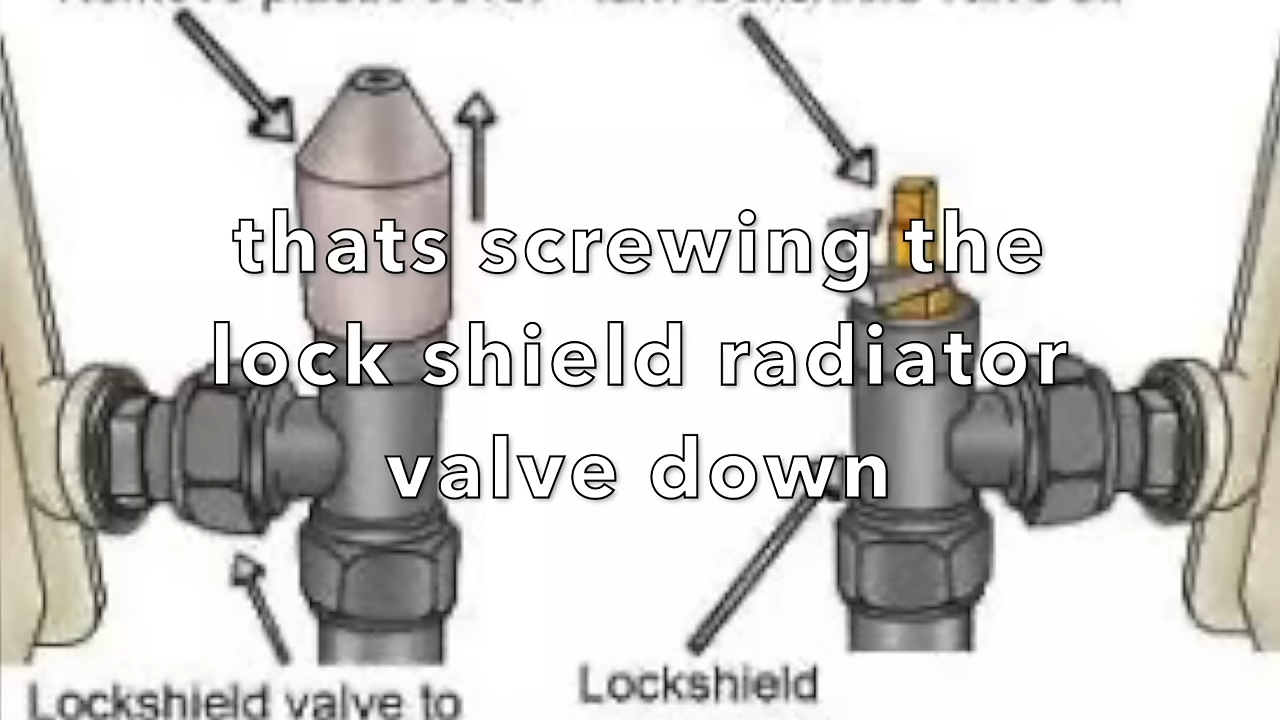 thats screwing the
lock shield radiator
valve down
Lockshield valve to
Lockshield